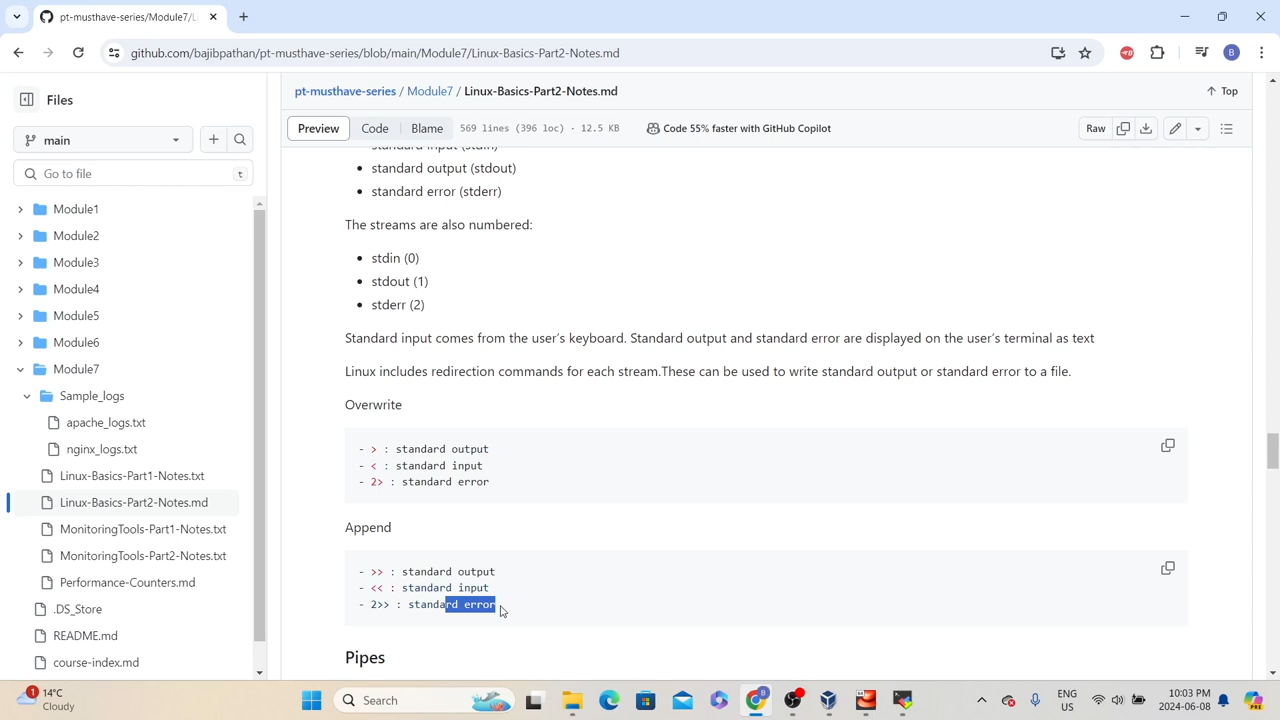 pt-musthave-series/Module7/Li
github.com/bajibpathan/pt-musthave-series/blob/main/Module7/Linux-Basics-Part2-Notes.md
B
Files
pt-musthave-series / Module7 / Linux-Basics-Part2-Notes.md
Top
Preview
Code
Blame
569 lines (396 loc) · 12.5 KB
Code 55% faster with GitHub Copilot
Raw
main
Go to file
t
Module1
Module2
Module3
Module4
Module5
Module6
Module7
Sample_logs
apache_logs.txt
nginx_logs.txt
Linux-Basics-Part1-Notes.txt
Linux-Basics-Part2-Notes.md
MonitoringTools-Part1-Notes.txt
MonitoringTools-Part2-Notes.txt
Performance-Counters.md
.DS_Store
README.md
course-index.md
standard input (stdin)
• standard output (stdout)
• standard error (stderr)
The streams are also numbered:
• stdin (0)
• stdout (1)
• stderr (2)
Standard input comes from the user's keyboard. Standard output and standard error are displayed on the user's terminal as text
Linux includes redirection commands for each stream.These can be used to write standard output or standard error to a file.
Overwrite
- > : standard output
- < : standard input
- 2> : standard error
Append
- >> : standard output
- << : standard input
- 2>> : standard error
Pipes
1
14°C
Cloudy
Search
B
ENG
US
10:03 PM
2024-06-08
PRE